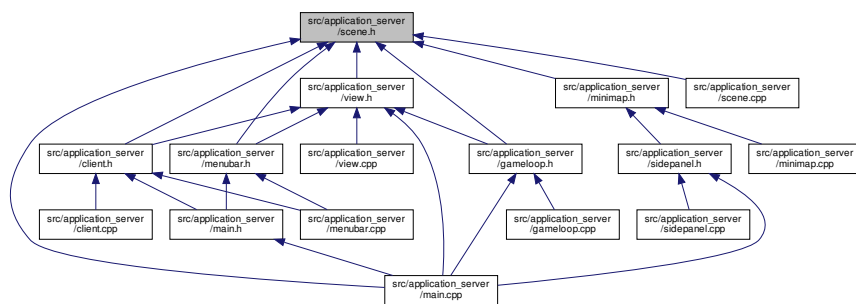 src/application_server
/scene.h
src/application_server
/view.h
src/application_server
/minimap.h
src/application_server
/scene.cpp
src/application_server
/client.h
src/application_server
/menubar.h
src/application_server
/view.cpp
src/application_server
/gameloop.h
src/application_server
/sidepanel.h
src/application_server
/minimap.cpp
src/application_server
/client.cpp
src/application_server
/main.h
src/application_server
/menubar.cpp
src/application_server
/gameloop.cpp
src/application_server
/sidepanel.cpp
src/application_server
/main.cpp